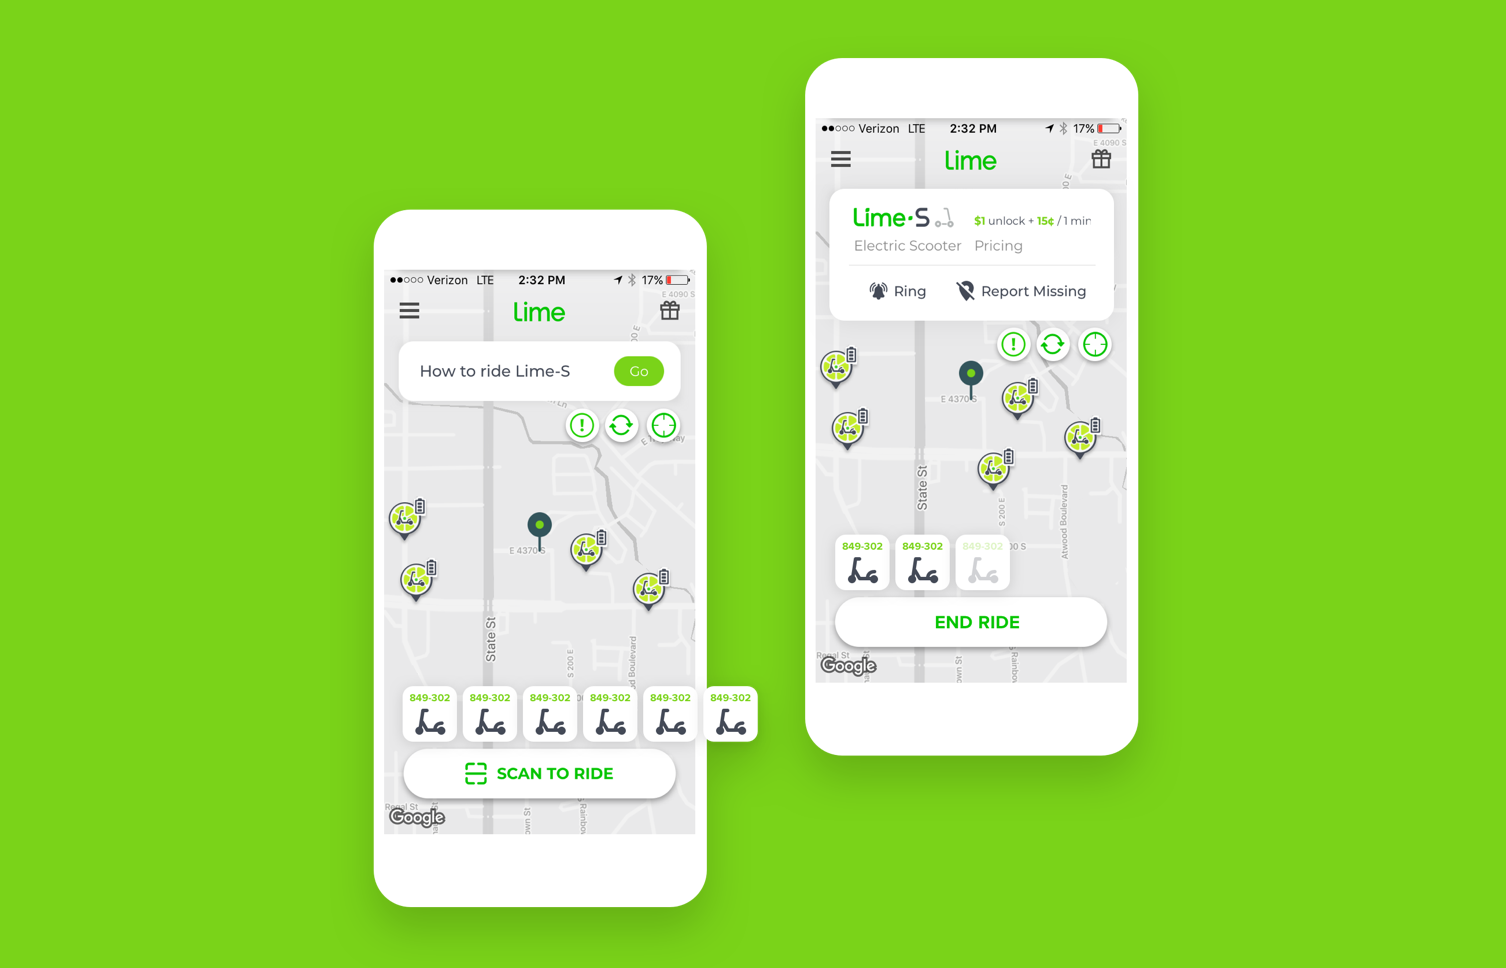 Verizon LTE 2:32 PM 17%
E 4090 S
Lime
How to ride Lime-S Go
E 4370 S
State St
S 200 E
849-302 849-302 849-302 849-302 849-302 849-302
SCAN TO RIDE
Regal St
Google
Verizon LTE 2:32 PM 17%
E 4090 S
Lime
Lime-S $1 unlock + 15¢ / 1 min
Electric Scooter Pricing
Ring Report Missing
E 4370 S
State St
S 200 E
Atwood Boulevard
849-302 849-302 849-302
END RIDE
Regal St
Google